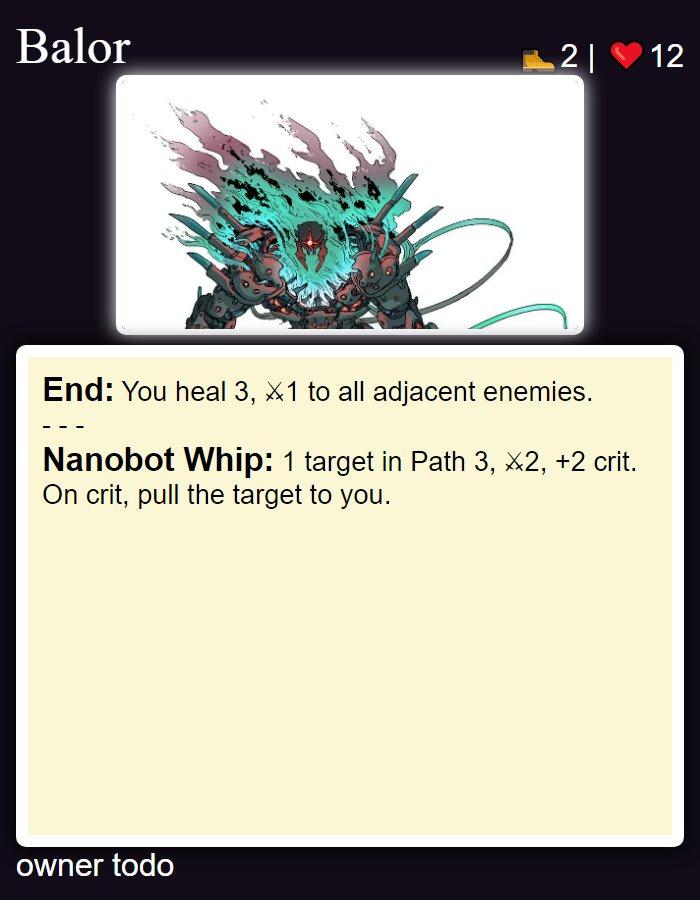 Balor
🥾2 | ❤️ 12
End: You heal 3, ⚔1 to all adjacent enemies.
- - -
Nanobot Whip: 1 target in Path 3, ⚔2, +2 crit.
On crit, pull the target to you.
owner todo